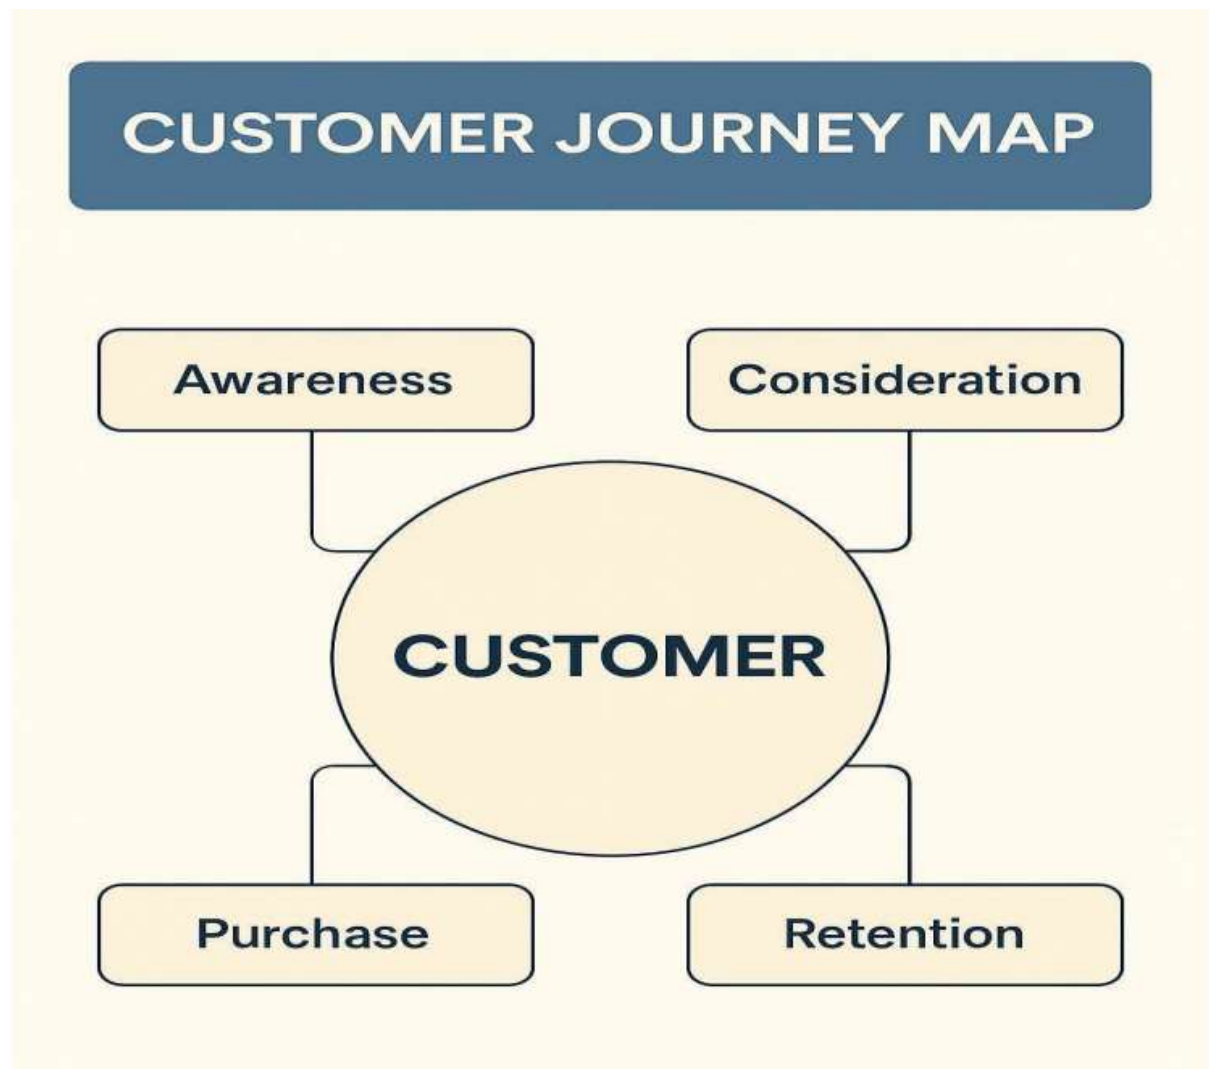 CUSTOMER JOURNEY MAP
Awareness
Consideration
CUSTOMER
Purchase
Retention